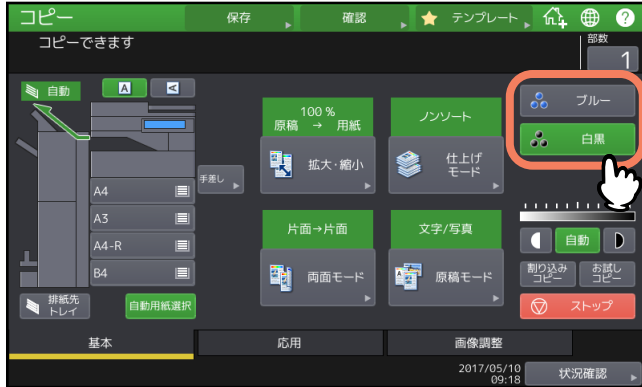 コピー
保存
確認
テンプレート
?
コピーできます
部数
1
自動
A
A
ブルー
白黒
100 %
原稿 → 用紙
ノンソート
拡大・縮小
仕上げ
モード
手差し
A4
A3
A4-R
B4
片面→片面
文字/写真
両面モード
原稿モード
自動
割り込み
コピー
お試し
コピー
排紙先
トレイ
自動用紙選択
ストップ
基本
応用
画像調整
2017/05/10
09:18
状況確認